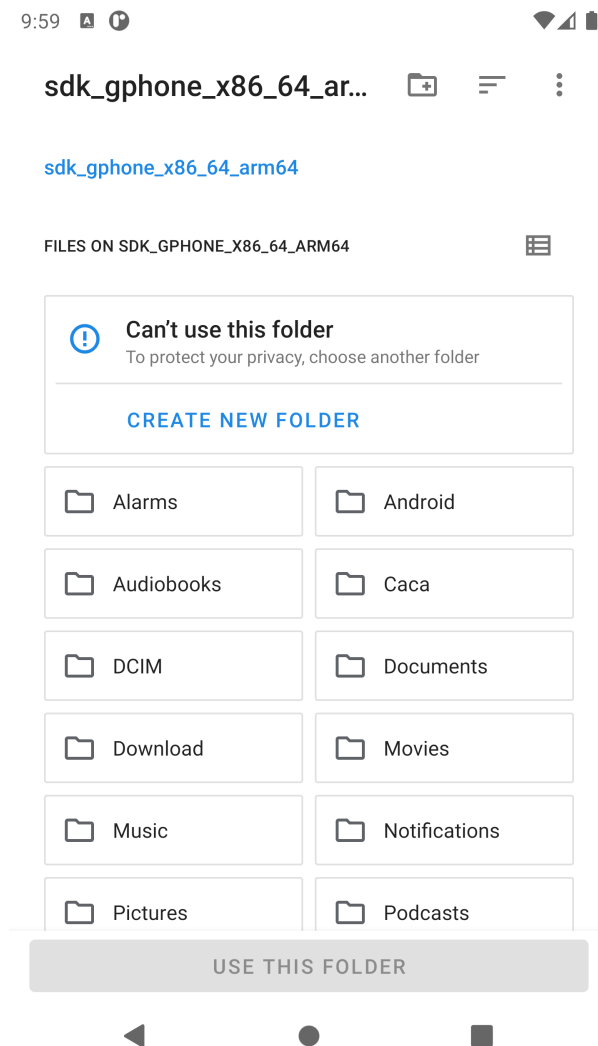 9:59
sdk_gphone_x86_64_ar...
sdk_gphone_x86_64_arm64
FILES ON SDK_GPHONE_X86_64_ARM64
Can't use this folder
To protect your privacy, choose another folder
CREATE NEW FOLDER
Alarms
Android
Audiobooks
Caca
DCIM
Documents
Download
Movies
Music
Notifications
Pictures
Podcasts
USE THIS FOLDER